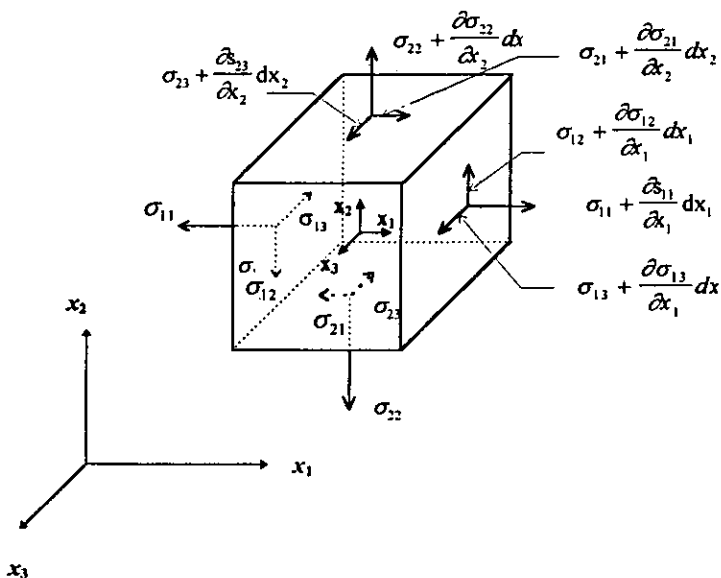 σ₂₂ + ∂σ₂₂/∂x₂ dx
σ₂₁ + ∂σ₂₁/∂x₂ dx₂
σ₂₃ + ∂s₂₃/∂x₂ dx₂
σ₁₂ + ∂σ₁₂/∂x₁ dx₁
σ₁₁ + ∂s₁₁/∂x₁ dx₁
σ₁₃ + ∂σ₁₃/∂x₁ dx
σ₁₁
σ₁₃
x₂
x₁
x₃
σ
σ₁₂
σ₂₁
σ₂₃
σ₂₂
x₂
x₁
x₃